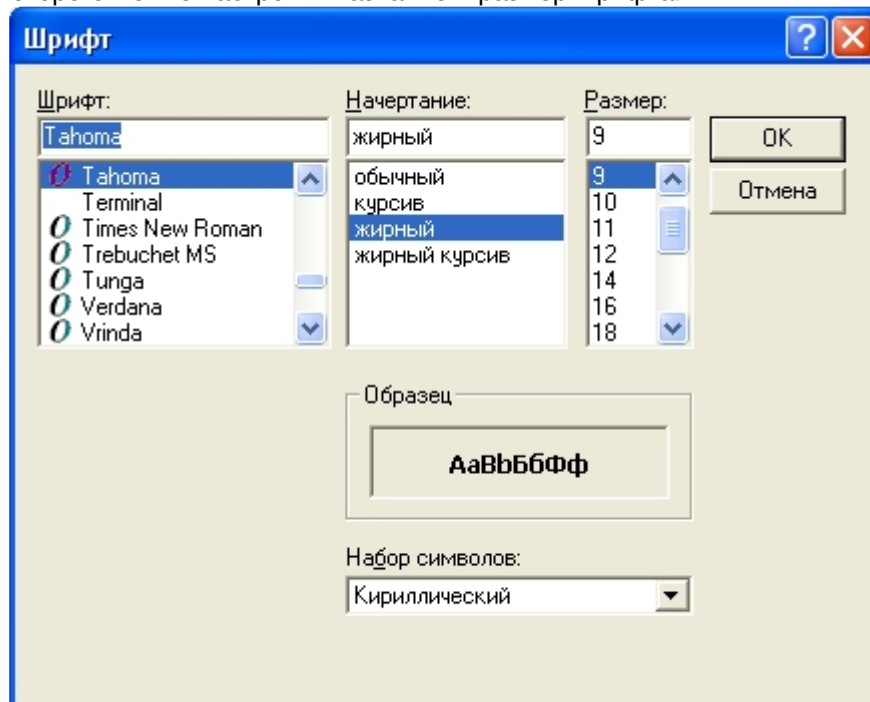 Шрифт
Шрифт:
Tahoma
Tahoma
Terminal
Times New Roman
Trebuchet MS
Tunga
Verdana
Vrinda
Начертание:
жирный
обычный
курсив
жирный
жирный курсив
Размер:
9
9
10
11
12
14
16
18
OK
Отмена
Образец
АаВbБбФф
Набор символов:
Кириллический